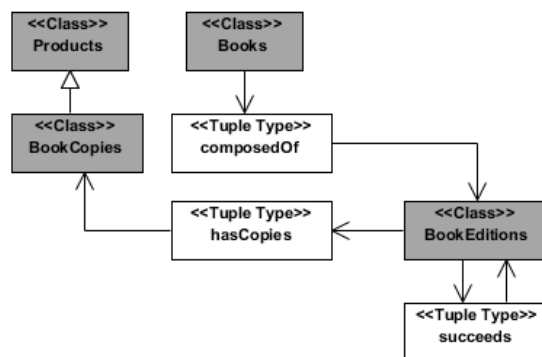 <<Class>>
Products
<<Class>>
Books
<<Class>>
BookCopies
<<Tuple Type>>
composedOf
<<Tuple Type>>
hasCopies
<<Class>>
BookEditions
<<Tuple Type>>
succeeds